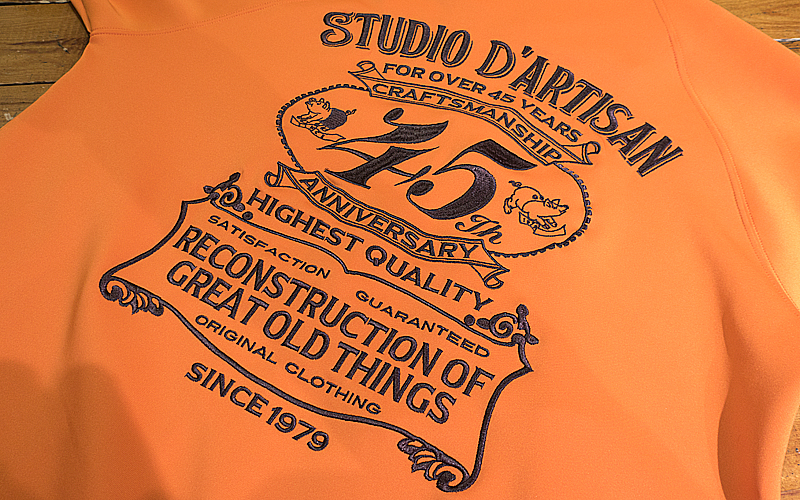 STUDIO D'ARTISAN
FOR OVER 45 YEARS
CRAFTSMANSHIP
45Th
ANNIVERSARY
HIGHEST QUALITY
SATISFACTION GUARANTEED
RECONSTRUCTION OF
GREAT OLD THINGS
ORIGINAL CLOTHING
SINCE 1979